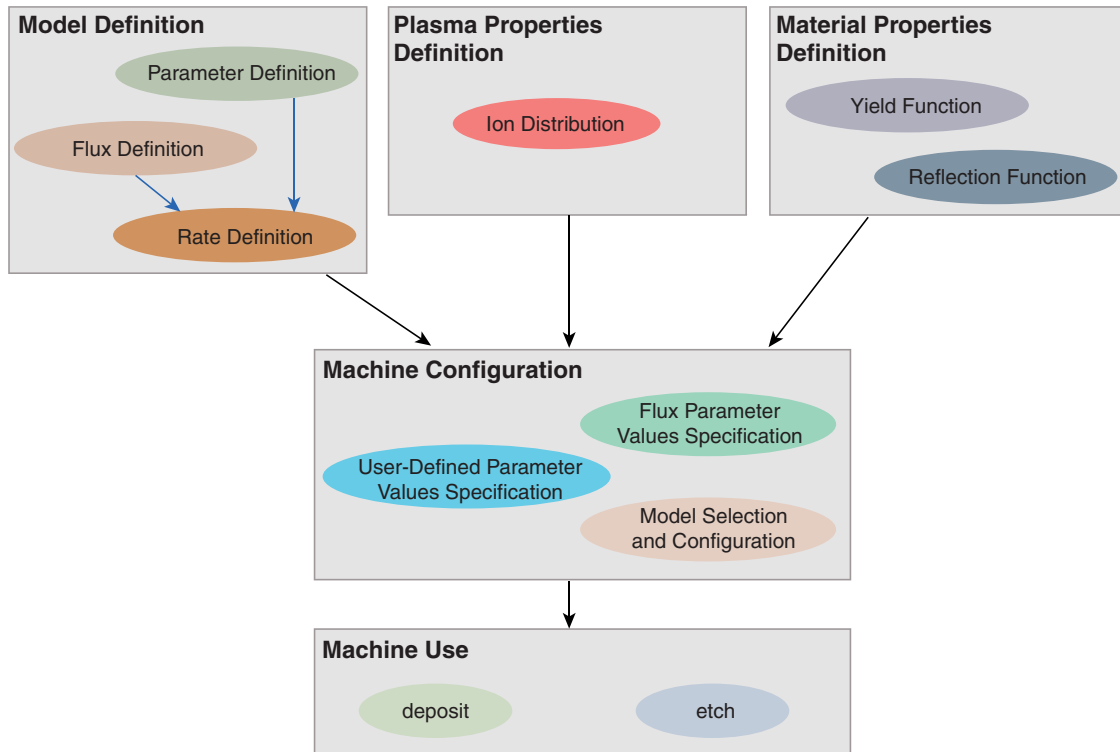 Model Definition
Parameter Definition
Flux Definition
Rate Definition
Plasma Properties
Definition
Ion Distribution
Material Properties
Definition
Yield Function
Reflection Function
Machine Configuration
Flux Parameter
Values Specification
User-Defined Parameter
Values Specification
Model Selection
and Configuration
Machine Use
deposit
etch